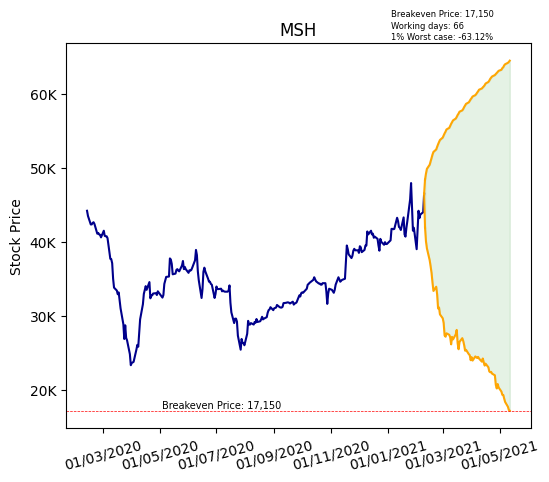 MSH
Breakeven Price: 17,150
Working days: 66
1% Worst case: -63.12%
Stock Price
60K
50K
40K
30K
20K
Breakeven Price: 17,150
01/03/2020
01/05/2020
01/07/2020
01/09/2020
01/11/2020
01/01/2021
01/03/2021
01/05/2021